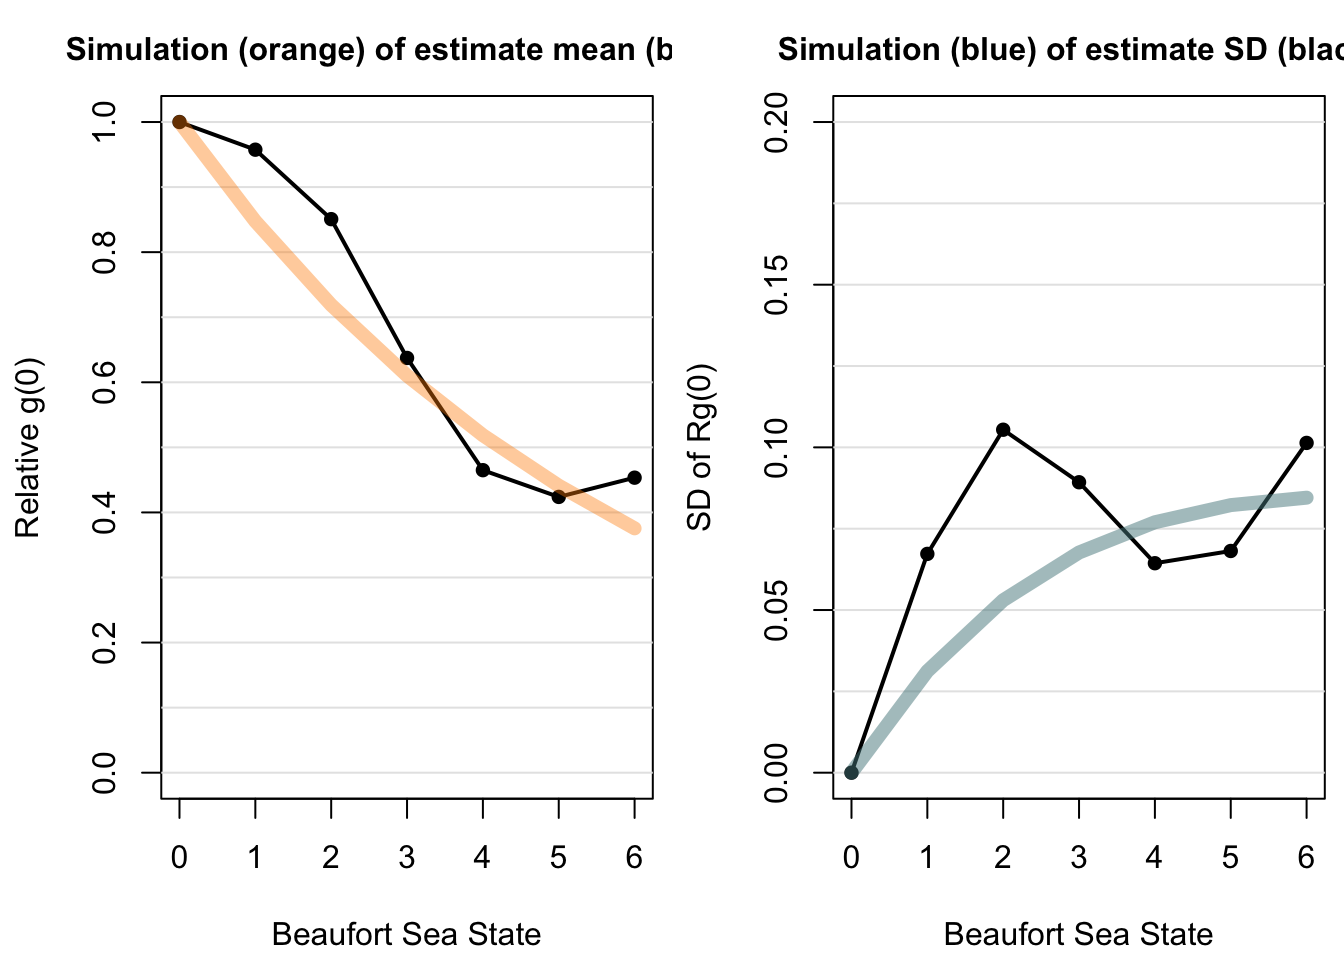 Simulation (orange) of estimate mean (b
Relative g(0)
1.0
0.8
0.6
0.4
0.2
0.0
0 1 2 3 4 5 6
Beaufort Sea State
Simulation (blue) of estimate SD (blac
SD of Rg(0)
0.20
0.15
0.10
0.05
0.00
0 1 2 3 4 5 6
Beaufort Sea State